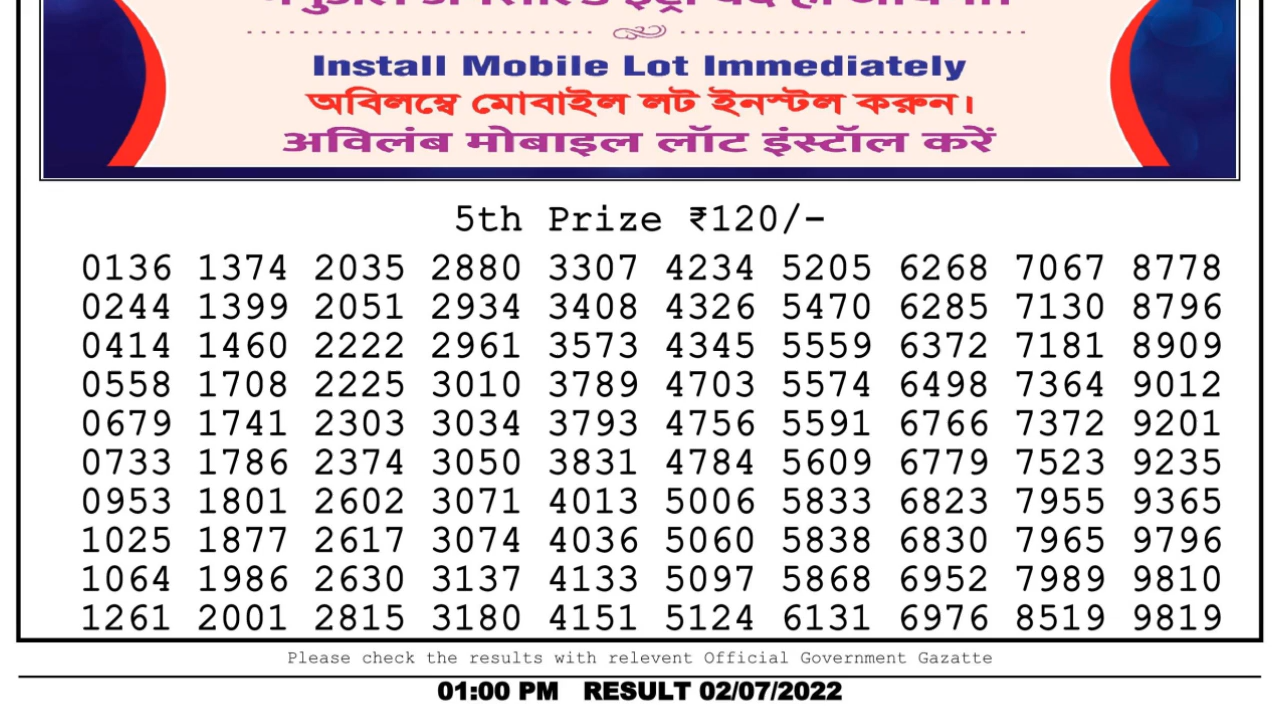 Install Mobile Lot Immediately
অবিলম্বে মোবাইল লট ইনস্টল করুন।
अविलंब मोबाइल लॉट इंस्टॉल करें
5th Prize ₹120/-
0136 1374 2035 2880 3307 4234 5205 6268 7067 8778
0244 1399 2051 2934 3408 4326 5470 6285 7130 8796
0414 1460 2222 2961 3573 4345 5559 6372 7181 8909
0558 1708 2225 3010 3789 4703 5574 6498 7364 9012
0679 1741 2303 3034 3793 4756 5591 6766 7372 9201
0733 1786 2374 3050 3831 4784 5609 6779 7523 9235
0953 1801 2602 3071 4013 5006 5833 6823 7955 9365
1025 1877 2617 3074 4036 5060 5838 6830 7965 9796
1064 1986 2630 3137 4133 5097 5868 6952 7989 9810
1261 2001 2815 3180 4151 5124 6131 6976 8519 9819
Please check the results with relevent Official Government Gazatte
01:00 PM RESULT 02/07/2022